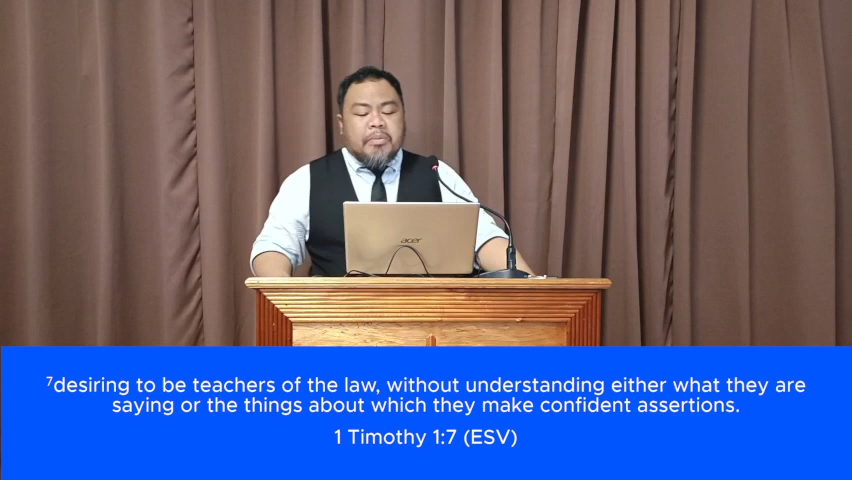 acer
⁷desiring to be teachers of the law, without understanding either what they are
saying or the things about which they make confident assertions.
1 Timothy 1:7 (ESV)